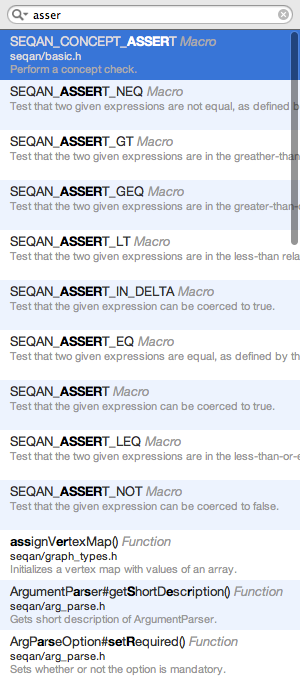 asser
SEQAN_CONCEPT_ASSERT Macro
seqan/basic.h
Perform a concept check.
SEQAN_ASSERT_NEQ Macro
Test that two given expressions are not equal, as defined b
SEQAN_ASSERT_GT Macro
Test that the two given expressions are in the greather-than
SEQAN_ASSERT_GEQ Macro
Test that the two given expressions are in the greater-than-
SEQAN_ASSERT_LT Macro
Test that the two given expressions are in the less-than rela
SEQAN_ASSERT_IN_DELTA Macro
Test that the given expression can be coerced to true.
SEQAN_ASSERT_EQ Macro
Test that two given expressions are equal, as defined by th
SEQAN_ASSERT Macro
Test that the given expression can be coerced to true.
SEQAN_ASSERT_LEQ Macro
Test that the two given expressions are in the less-than-or-e
SEQAN_ASSERT_NOT Macro
Test that the given expression can be coerced to false.
assignVertexMap() Function
seqan/graph_types.h
Initializes a vertex map with values of an array.
ArgumentParser#getShortDescription() Function
seqan/arg_parse.h
Gets short description of ArgumentParser.
ArgParseOption#setRequired() Function
seqan/arg_parse.h
Sets whether or not the option is mandatory.